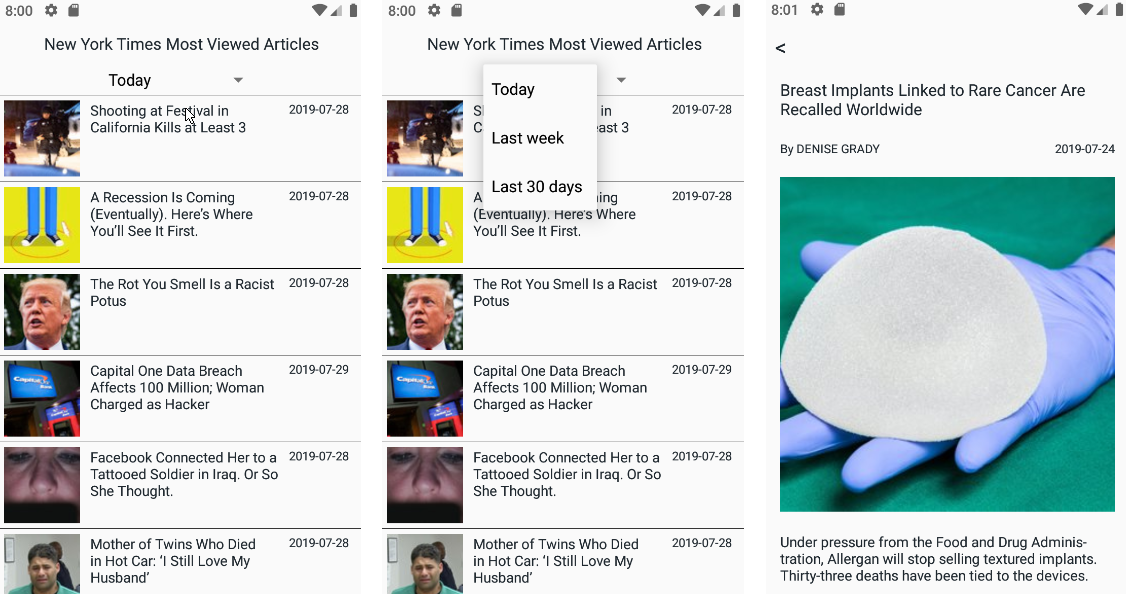 8:00
New York Times Most Viewed Articles
Today
Shooting at Festival in
California Kills at Least 3
2019-07-28
A Recession Is Coming
(Eventually). Here's Where
You'll See It First.
2019-07-28
The Rot You Smell Is a Racist
Potus
2019-07-28
Capital One Data Breach
Affects 100 Million; Woman
Charged as Hacker
2019-07-29
Facebook Connected Her to a
Tattooed Soldier in Iraq. Or So
She Thought.
2019-07-28
Mother of Twins Who Died
in Hot Car: ‘I Still Love My
Husband’
2019-07-28
8:00
New York Times Most Viewed Articles
Today
Last week
Last 30 days
in
east 3
2019-07-28
A
ming
(Eventually). Here's Where
You'll See It First.
2019-07-28
The Rot You Smell Is a Racist
Potus
2019-07-28
Capital One Data Breach
Affects 100 Million; Woman
Charged as Hacker
2019-07-29
Facebook Connected Her to a
Tattooed Soldier in Iraq. Or So
She Thought.
2019-07-28
Mother of Twins Who Died
in Hot Car: ‘I Still Love My
Husband’
2019-07-28
8:01
<
Breast Implants Linked to Rare Cancer Are
Recalled Worldwide
By DENISE GRADY
2019-07-24
Under pressure from the Food and Drug Adminis-
tration, Allergan will stop selling textured implants.
Thirty-three deaths have been tied to the devices.